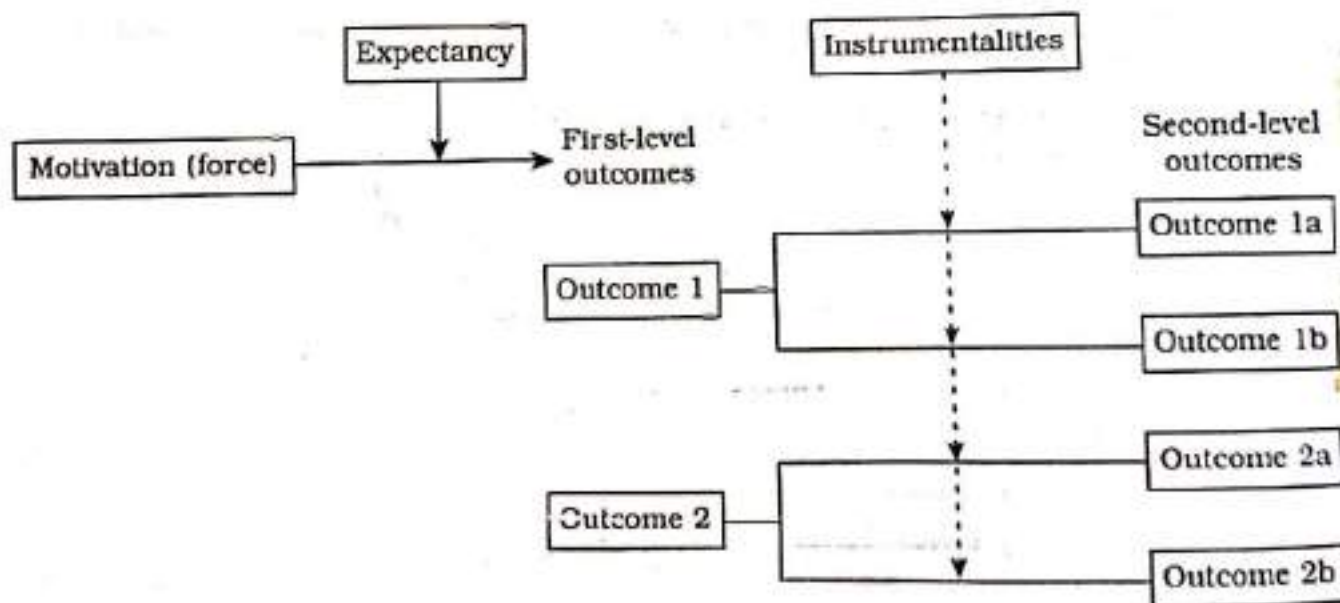 Expectancy
Instrumentalities
Motivation (force)
First-level
outcomes
Second-level
outcomes
Outcome 1
Outcome 1a
Outcome 1b
Outcome 2
Outcome 2a
Outcome 2b